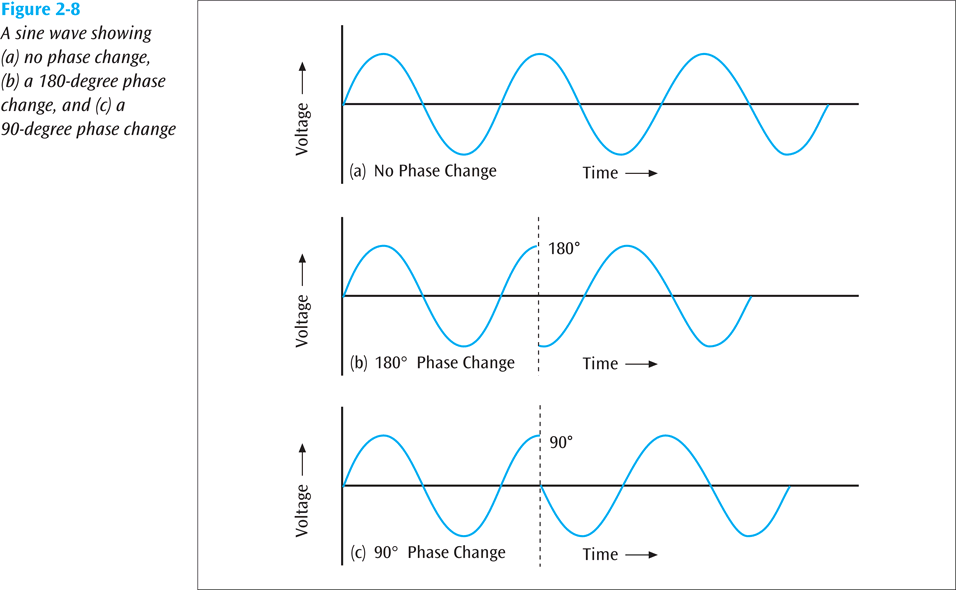 Figure 2-8
A sine wave showing
(a) no phase change,
(b) a 180-degree phase
change, and (c) a
90-degree phase change
Voltage
(a) No Phase Change
Time
180°
Voltage
(b) 180° Phase Change
Time
90°
Voltage
(c) 90° Phase Change
Time